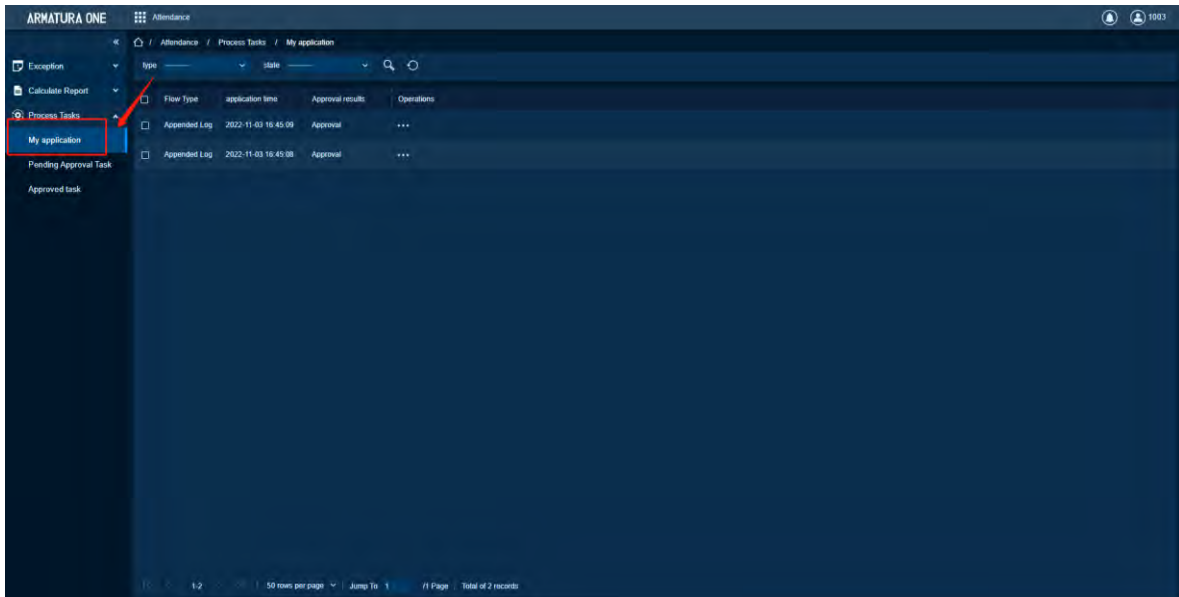 ARMATURA ONE
Attendance
1003
Attendance / Process Tasks / My application
Exception
type
state
Calculate Report
Flow Type application time Approval results Operations
Process Tasks
Appended Log 2022-11-03 16:45:09 Approval
My application
Appended Log 2022-11-03 16:45:08 Approval
Pending Approval Task
Approved task
1-2 50 rows per page Jump To 1 /1 Page Total of 2 records